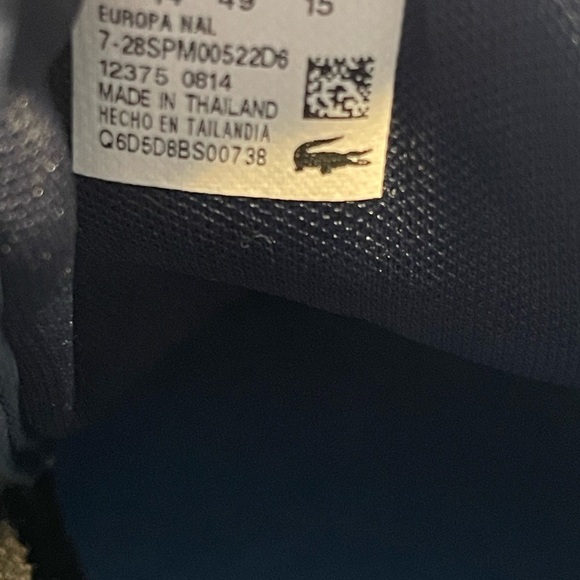 49 15
EUROPA NAL
7-28SPM00522D6
12375 0814
MADE IN THAILAND
HECHO EN TAILANDIA
Q6D5D8BS00738